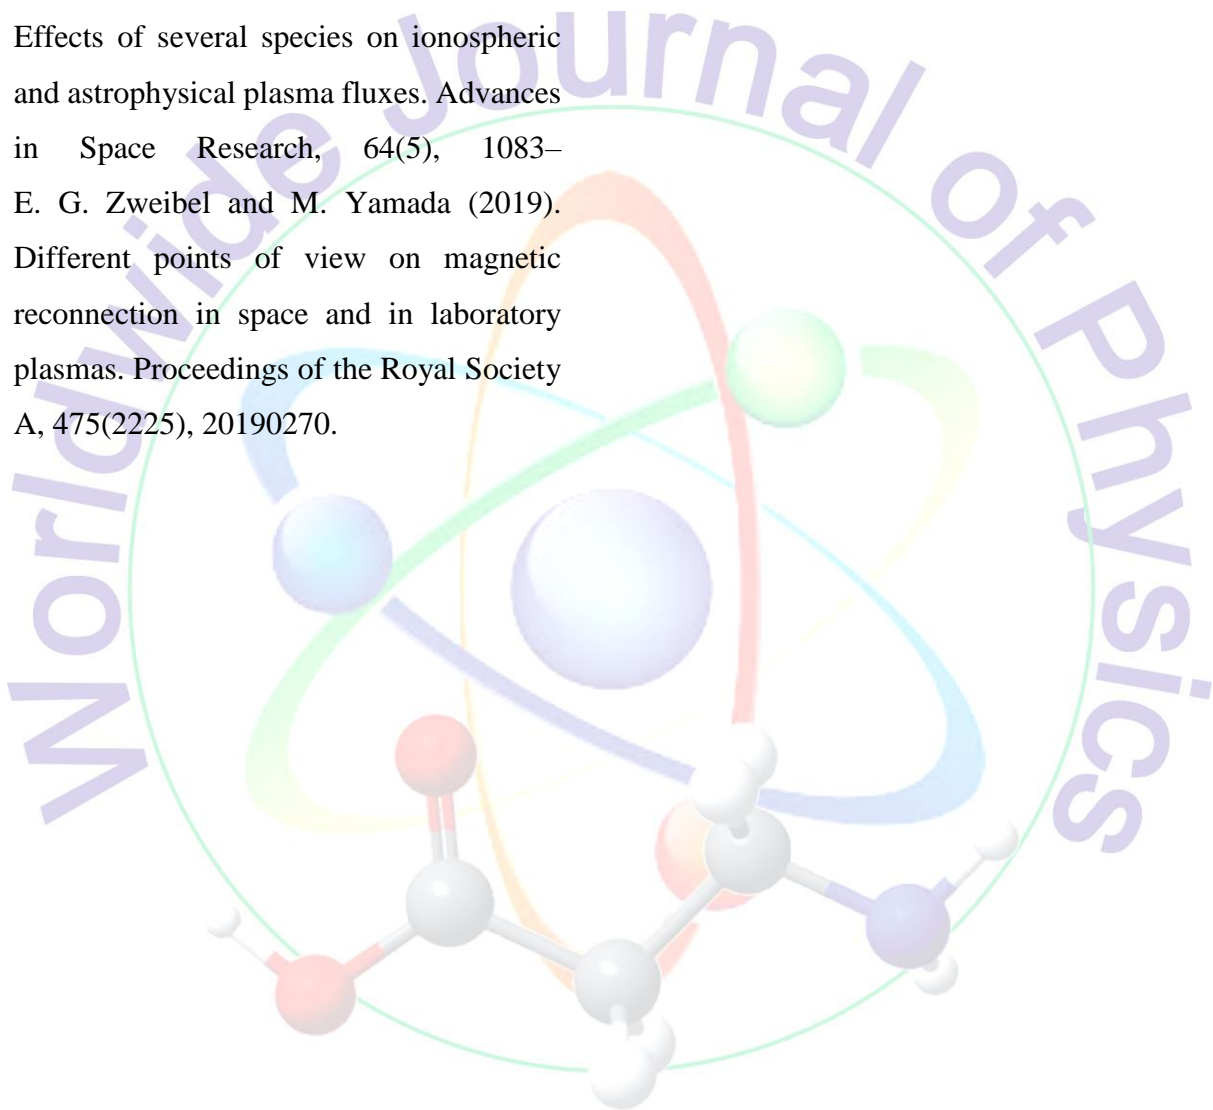 Effects of several species on ionospheric
and astrophysical plasma fluxes. Advances
in Space Research, 64(5), 1083–
E. G. Zweibel and M. Yamada (2019).
Different points of view on magnetic
reconnection in space and in laboratory
plasmas. Proceedings of the Royal Society
A, 475(2225), 20190270.
Worldwide Journal of Physics